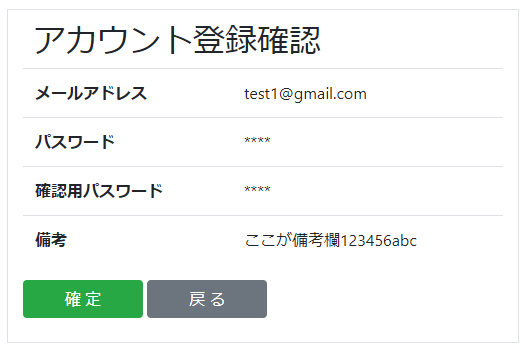 アカウント登録確認
メールアドレス test1@gmail.com
パスワード ****
確認用パスワード ****
備考 ここが備考欄123456abc
確 定 戻 る